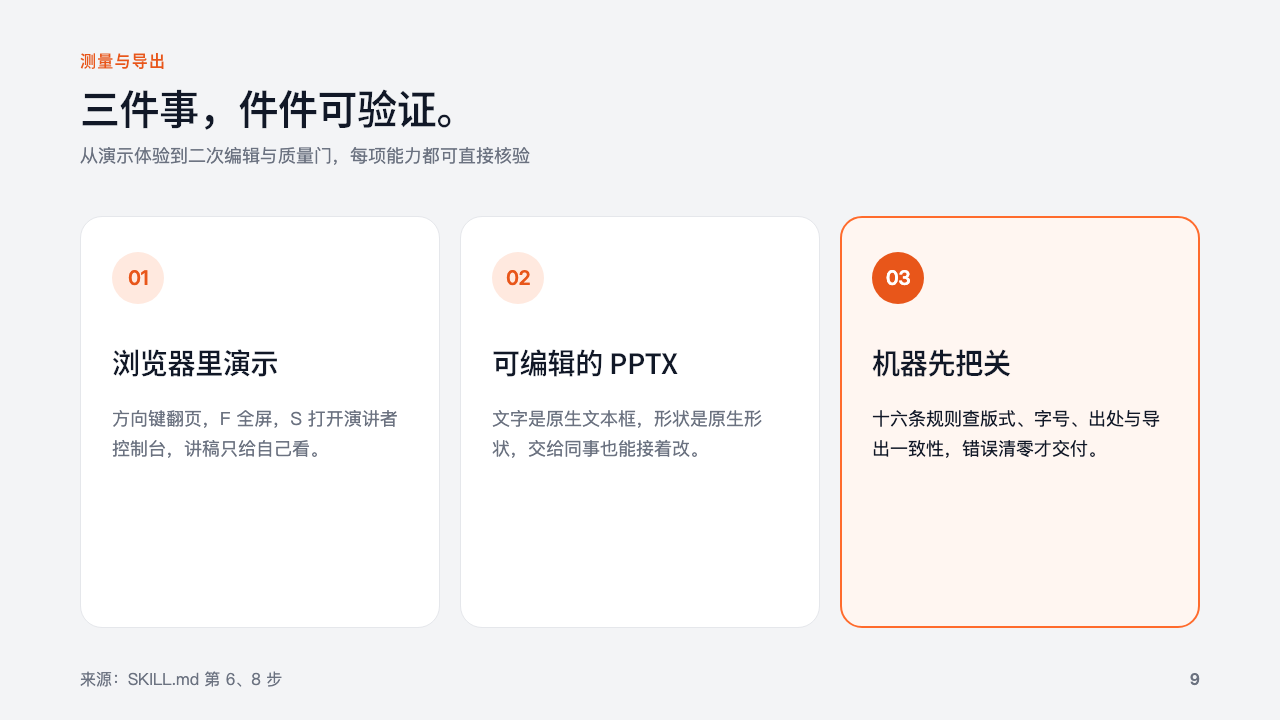 测量与导出
三件事，件件可验证。
从演示体验到二次编辑与质量门，每项能力都可直接核验
01
浏览器里演示
方向键翻页，F 全屏，S 打开演讲者
控制台，讲稿只给自己看。
02
可编辑的 PPTX
文字是原生文本框，形状是原生形
状，交给同事也能接着改。
03
机器先把关
十六条规则查版式、字号、出处与导
出一致性，错误清零才交付。
来源：SKILL.md 第 6、8 步
9